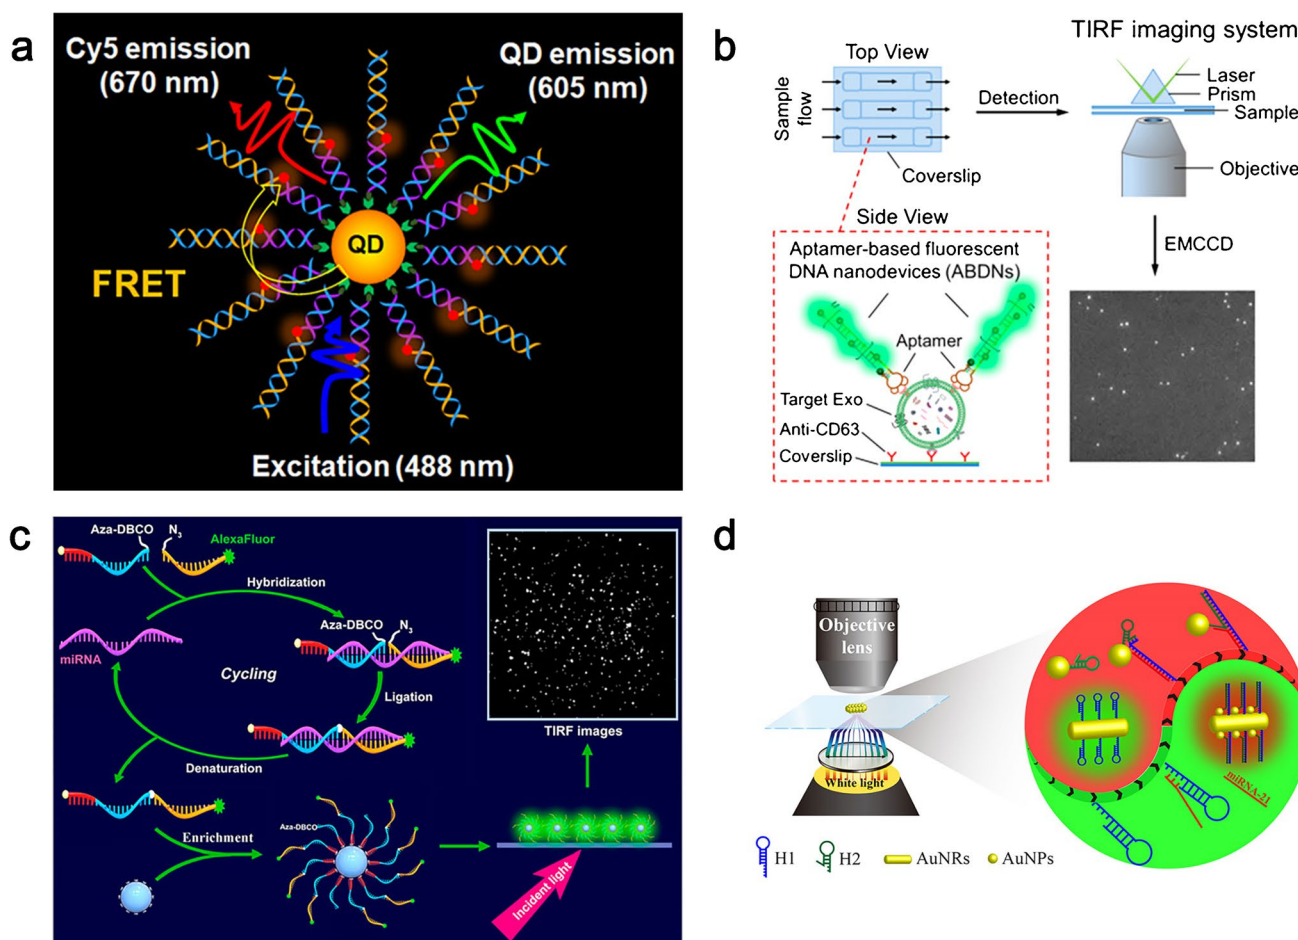 a
Cy5 emission
(670 nm)
QD emission
(605 nm)
QD
FRET
Excitation (488 nm)
b
TIRF imaging system
Top View
Sample
flow
Detection
Coverslip
Laser
Prism
Sample
Objective
EMCCD
Side View
Aptamer-based fluorescent
DNA nanodevices (ABDNs)
Aptamer
Target Exo
Anti-CD63
Coverslip
c
Aza-DBCO
N3
AlexaFluor
Hybridization
Aza-DBCO
N3
miRNA
Cycling
Ligation
Denaturation
TIRF images
Enrichment
Aza-DBCO
Incident light
d
Objective
lens
White light
miRNA-21
H1
H2
AuNRs
AuNPs